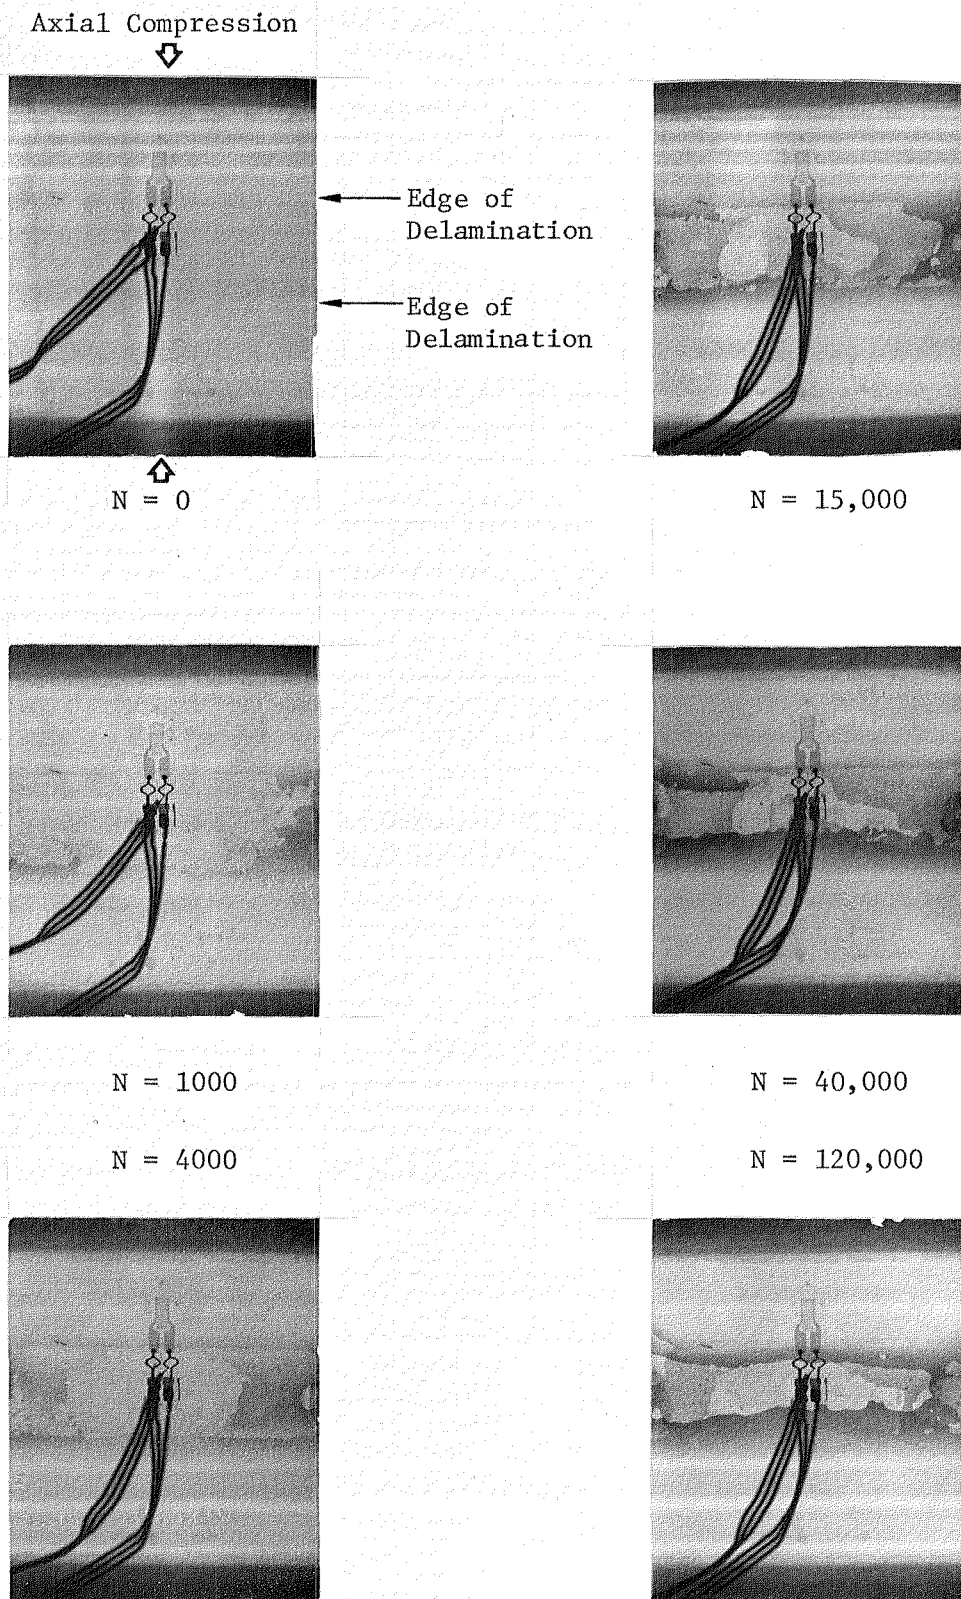 Axial Compression
Edge of
Delamination
Edge of
Delamination
N = 0
N = 15,000
N = 1000
N = 40,000
N = 4000
N = 120,000